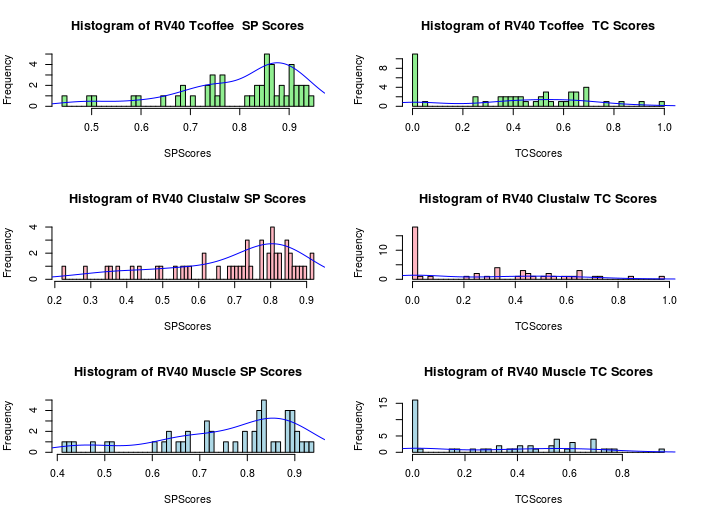 Histogram of RV40 Tcoffee  SP Scores
Frequency
0 2 4
0.5 0.6 0.7 0.8 0.9
SPScores
Histogram of RV40 Tcoffee  TC Scores
Frequency
0 2 4 8
0.0 0.2 0.4 0.6 0.8 1.0
TCScores
Histogram of RV40 Clustalw SP Scores
Frequency
0 2 4
0.2 0.3 0.4 0.5 0.6 0.7 0.8 0.9
SPScores
Histogram of RV40 Clustalw TC Scores
Frequency
0 10
0.0 0.2 0.4 0.6 0.8 1.0
TCScores
Histogram of RV40 Muscle SP Scores
Frequency
0 2 4
0.4 0.5 0.6 0.7 0.8 0.9
SPScores
Histogram of RV40 Muscle TC Scores
Frequency
0 5 15
0.0 0.2 0.4 0.6 0.8
TCScores